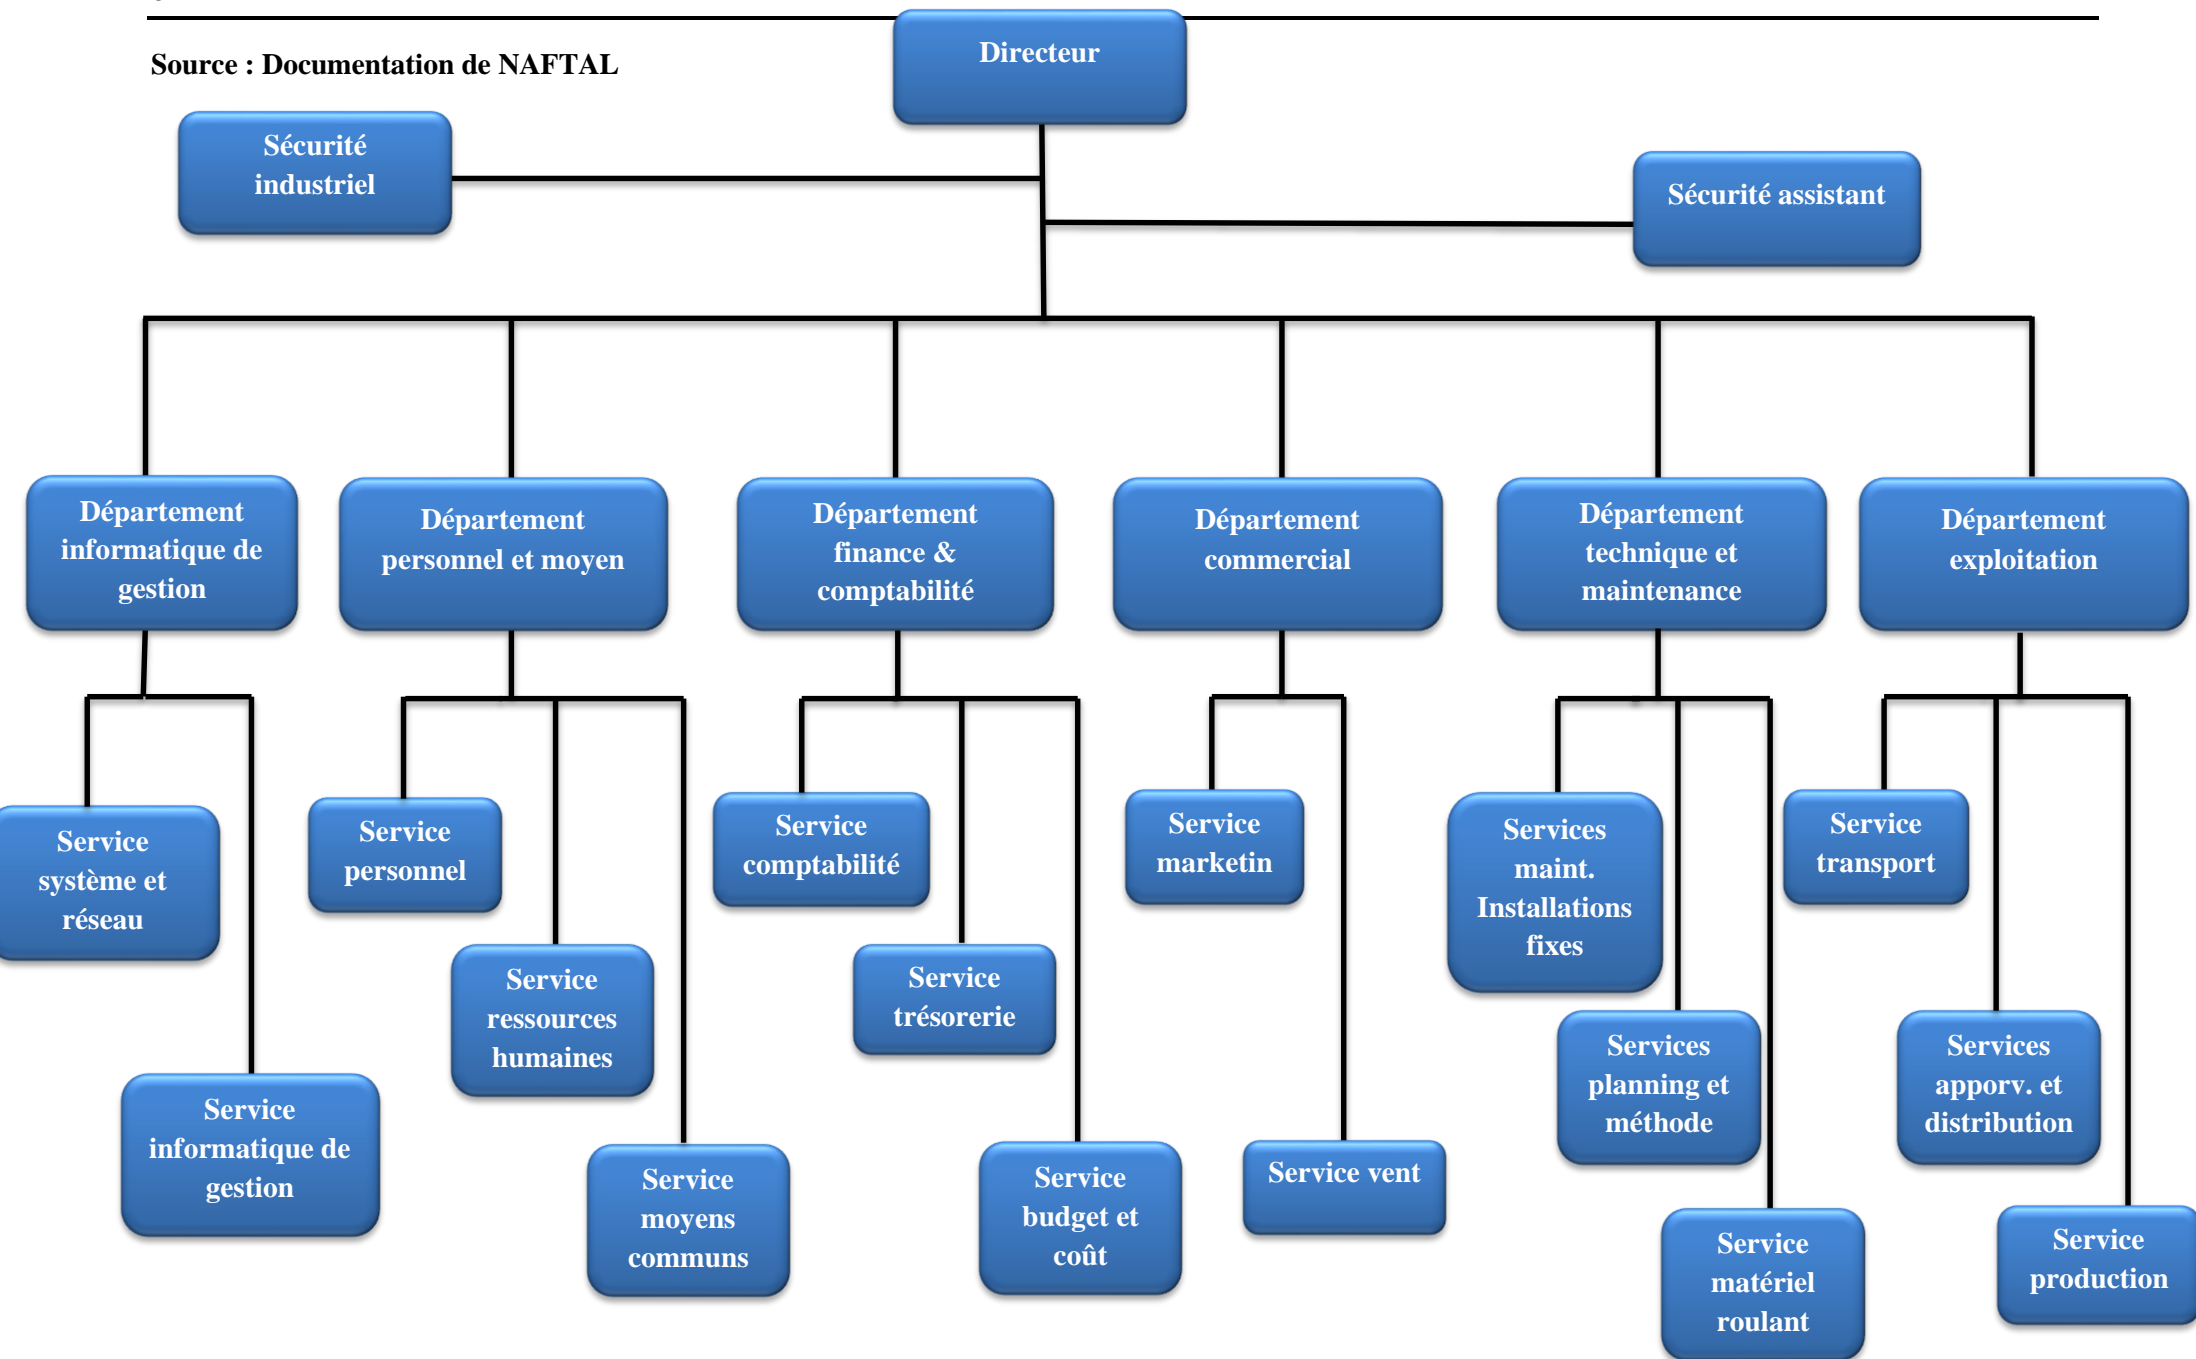 Source : Documentation de NAFTAL
Directeur
Sécurité
industriel
Sécurité assistant
Département
informatique de
gestion
Département
personnel et moyen
Département
finance &
comptabilité
Département
commercial
Département
technique et
maintenance
Département
exploitation
Service
système et
réseau
Service
personnel
Service
comptabilité
Service
marketin
Services
maint.
Installations
fixes
Service
transport
Service
ressources
humaines
Service
trésorerie
Services
planning et
méthode
Services
apporv. et
distribution
Service
informatique de
gestion
Service
moyens
communs
Service
budget et
coût
Service vent
Service
matériel
roulant
Service
production